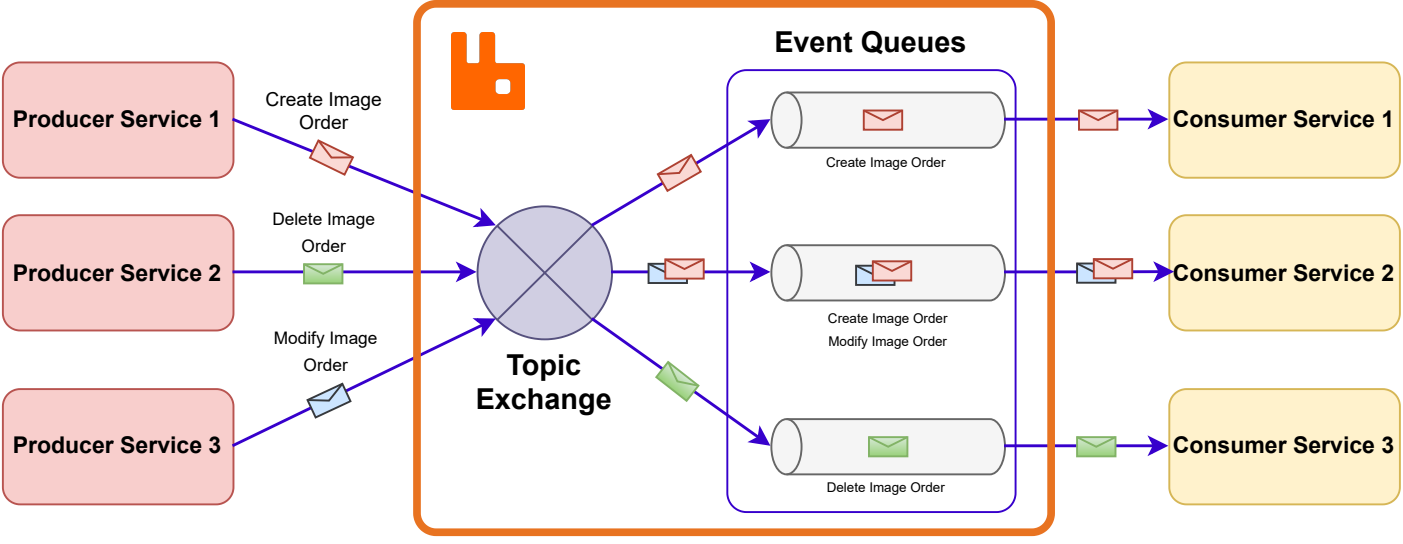 Event Queues
Producer Service 1
Create Image
Order
Create Image Order
Consumer Service 1
Producer Service 2
Delete Image
Order
Topic
Exchange
Create Image Order
Modify Image Order
Consumer Service 2
Producer Service 3
Modify Image
Order
Delete Image Order
Consumer Service 3